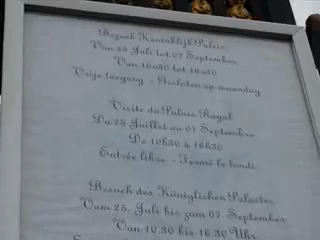 Bezoek Koninklijk Paleis
Van 25 Juli tot 07 September
Van 10u30 tot 16u30
Vrije toegang - Gesloten op maandag
Visite du Palais Royal
Du 25 Juillet au 07 Septembre
De 10h30 à 16h30
Entrée libre - Fermé le lundi
Besuch des Königlichen Palastes
Vom 25. Juli bis zum 07. September
Von 10.30 bis 16.30 Uhr